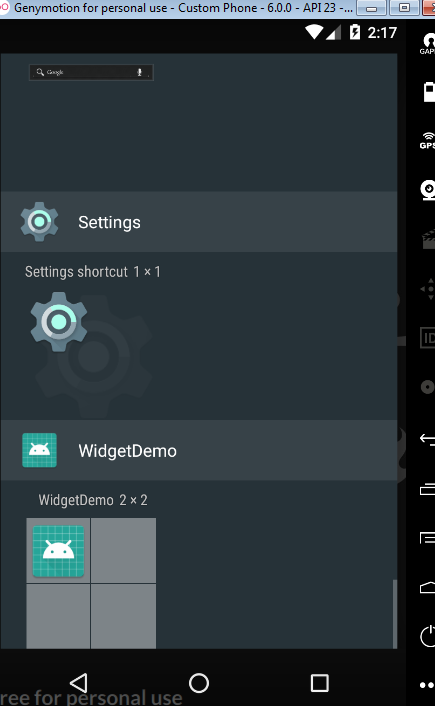 Genymotion for personal use - Custom Phone - 6.0.0 - API 23 -...
2:17
GAPP
Google
GPS
Settings
Settings shortcut 1 × 1
ID
WidgetDemo
WidgetDemo 2 × 2
ree for personal use